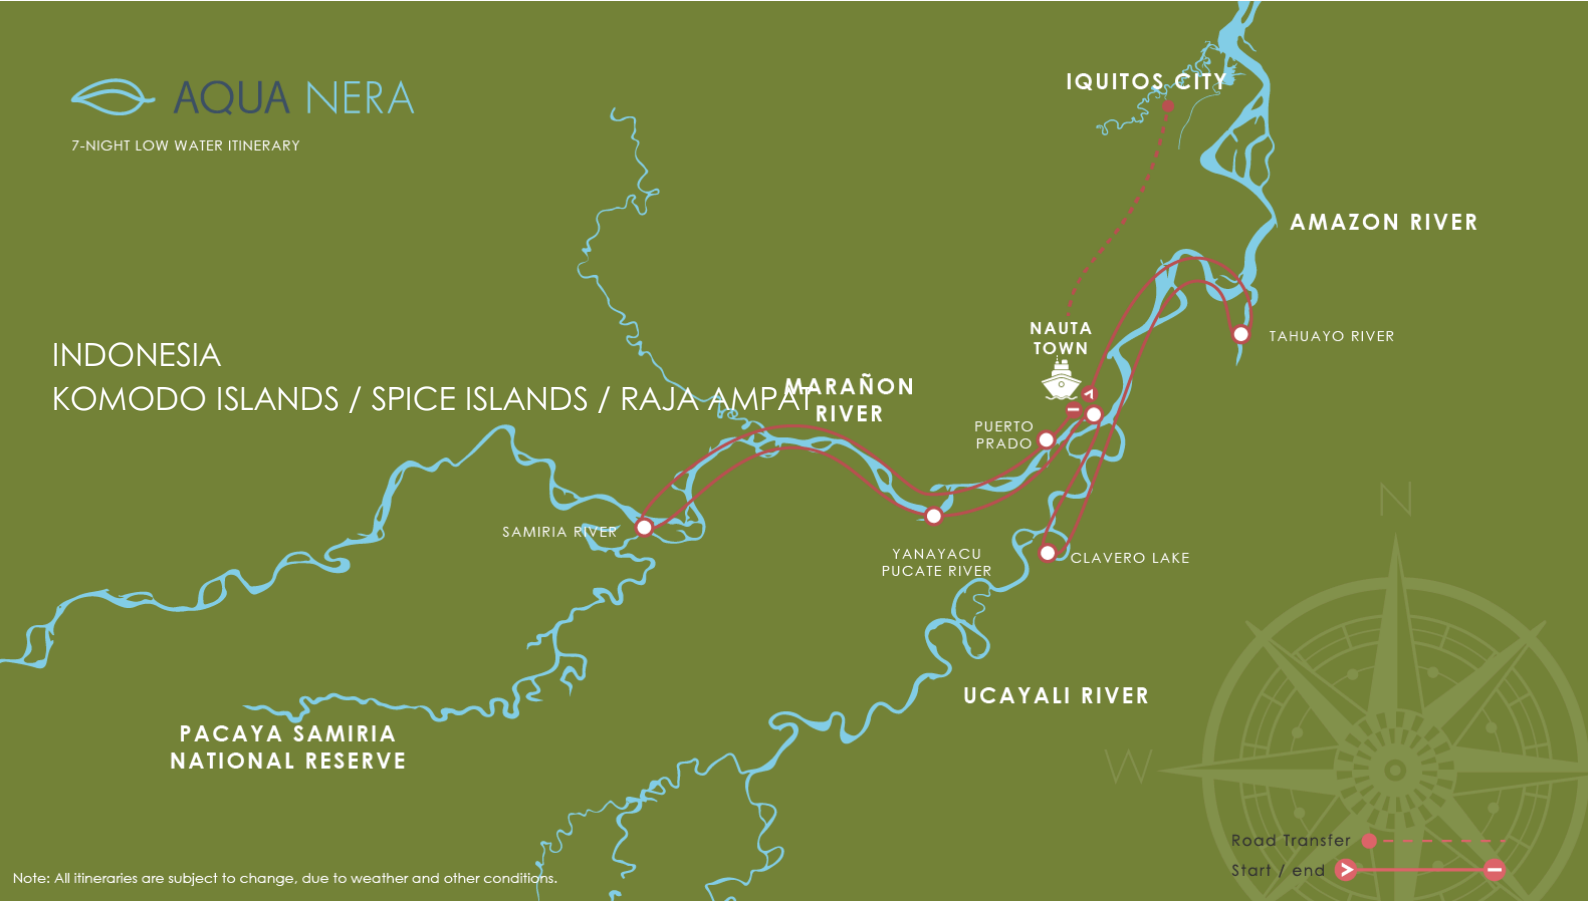 AQUA NERA
7-NIGHT LOW WATER ITINERARY
IQUITOS CITY
AMAZON RIVER
NAUTA
TOWN
TAHUAYO RIVER
INDONESIA
KOMODO ISLANDS / SPICE ISLANDS / RAJA AMPAT
MARAÑON
RIVER
PUERTO
PRADO
SAMIRIA RIVER
YANAYACU
PUCATE RIVER
CLAVERO LAKE
N
UCAYALI RIVER
PACAYA SAMIRIA
NATIONAL RESERVE
W
Road Transfer
Start / end
Note: All itineraries are subject to change, due to weather and other conditions.